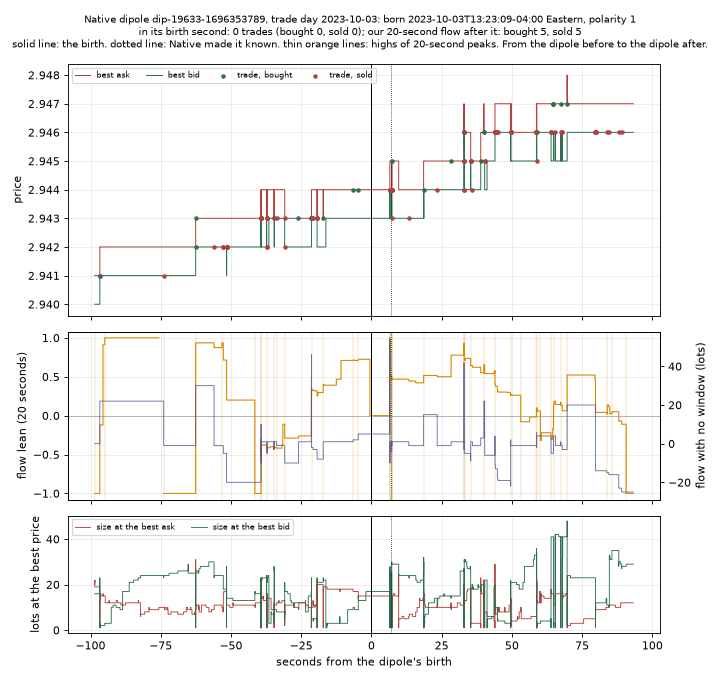 Native dipole dip-19633-1696353789, trade day 2023-10-03: born 2023-10-03T13:23:09-04:00 Eastern, polarity 1
in its birth second: 0 trades (bought 0, sold 0); our 20-second flow after it: bought 5, sold 5
solid line: the birth. dotted line: Native made it known. thin orange lines: highs of 20-second peaks. From the dipole before to the dipole after.
best ask best bid trade, bought trade, sold
2.948
2.947
2.946
2.945
2.944
2.943
2.942
2.941
2.940
price
1.0
0.5
0.0
−0.5
−1.0
flow lean (20 seconds)
40
20
0
−20
flow with no window (lots)
size at the best ask size at the best bid
40
20
0
lots at the best price
−100 −75 −50 −25 0 25 50 75 100
seconds from the dipole's birth